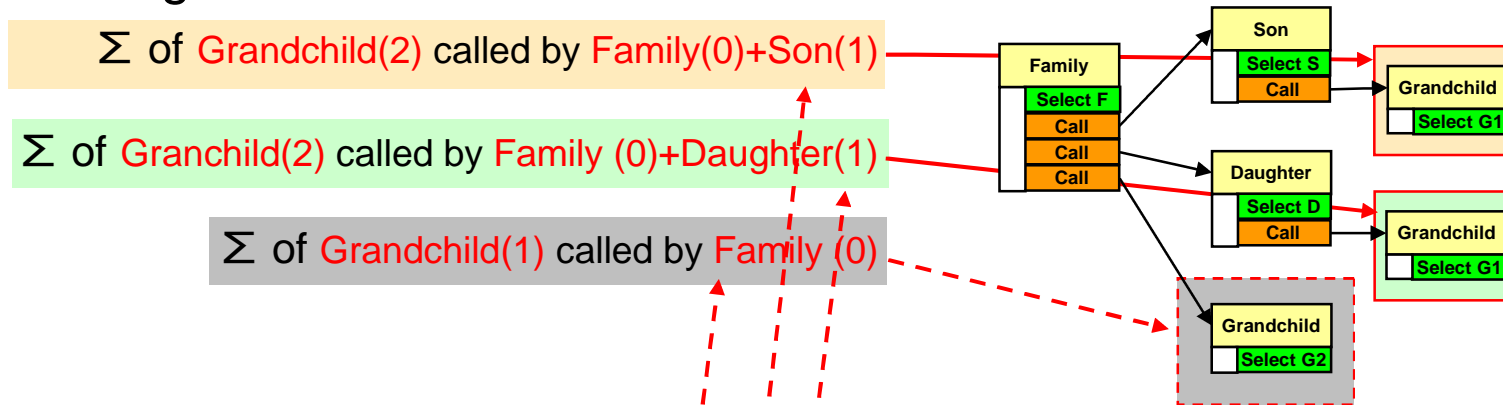 Σ of Grandchild(2) called by Family(0)+Son(1)
Σ of Granchild(2) called by Family (0)+Daughter(1)
Σ of Grandchild(1) called by Family (0)
Family
Select F
Call
Call
Call
Son
Select S
Call
Grandchild
Select G1
Daughter
Select D
Call
Grandchild
Select G1
Grandchild
Select G2